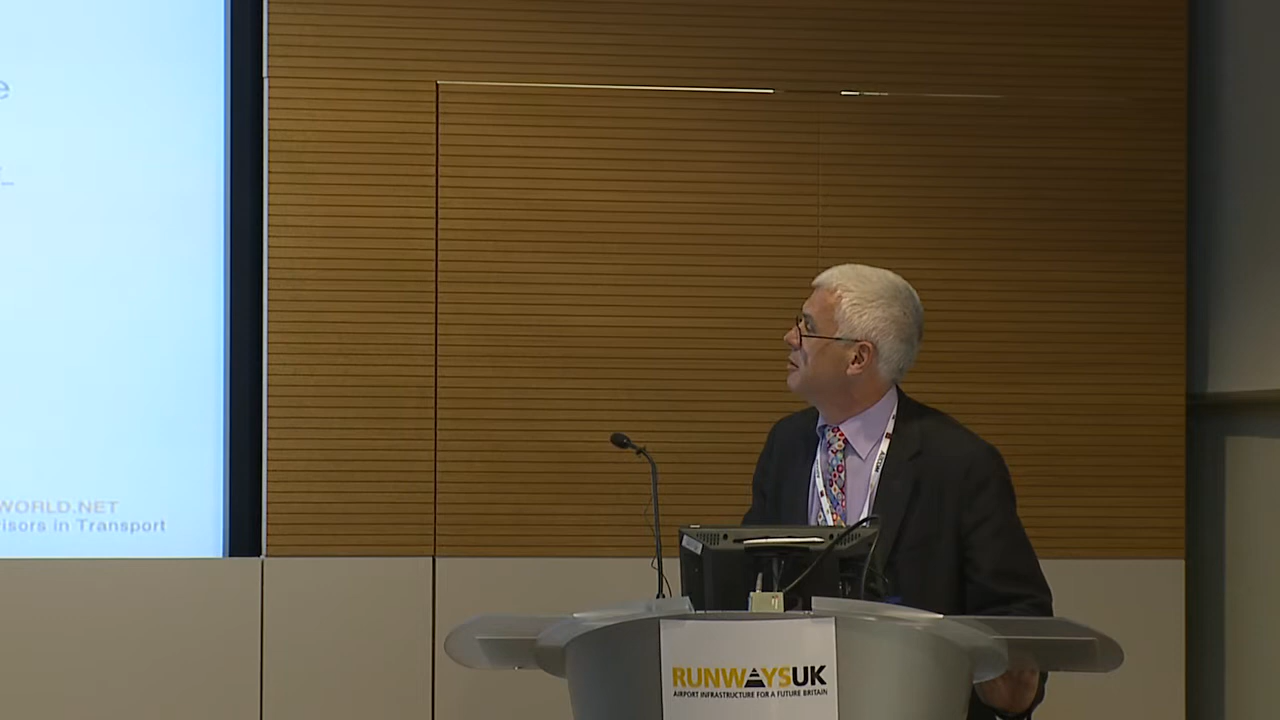 e
WORLD.NET
isors in Transport
RUNWAYSUK
AIRPORT INFRASTRUCTURE FOR A FUTURE BRITAIN